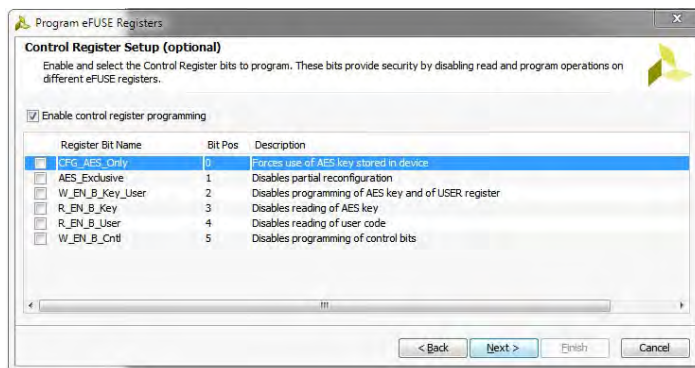 Program eFUSE Registers
Control Register Setup (optional)
Enable and select the Control Register bits to program. These bits provide security by disabling read and program operations on
different eFUSE registers.
Enable control register programming
Register Bit Name Bit Pos Description
CFG_AES_Only 0 Forces use of AES key stored in device
AES_Exclusive 1 Disables partial reconfiguration
W_EN_B_Key_User 2 Disables programming of AES key and of USER register
R_EN_B_Key 3 Disables reading of AES key
R_EN_B_User 4 Disables reading of user code
W_EN_B_Cntl 5 Disables programming of control bits
< Back Next > Finish Cancel